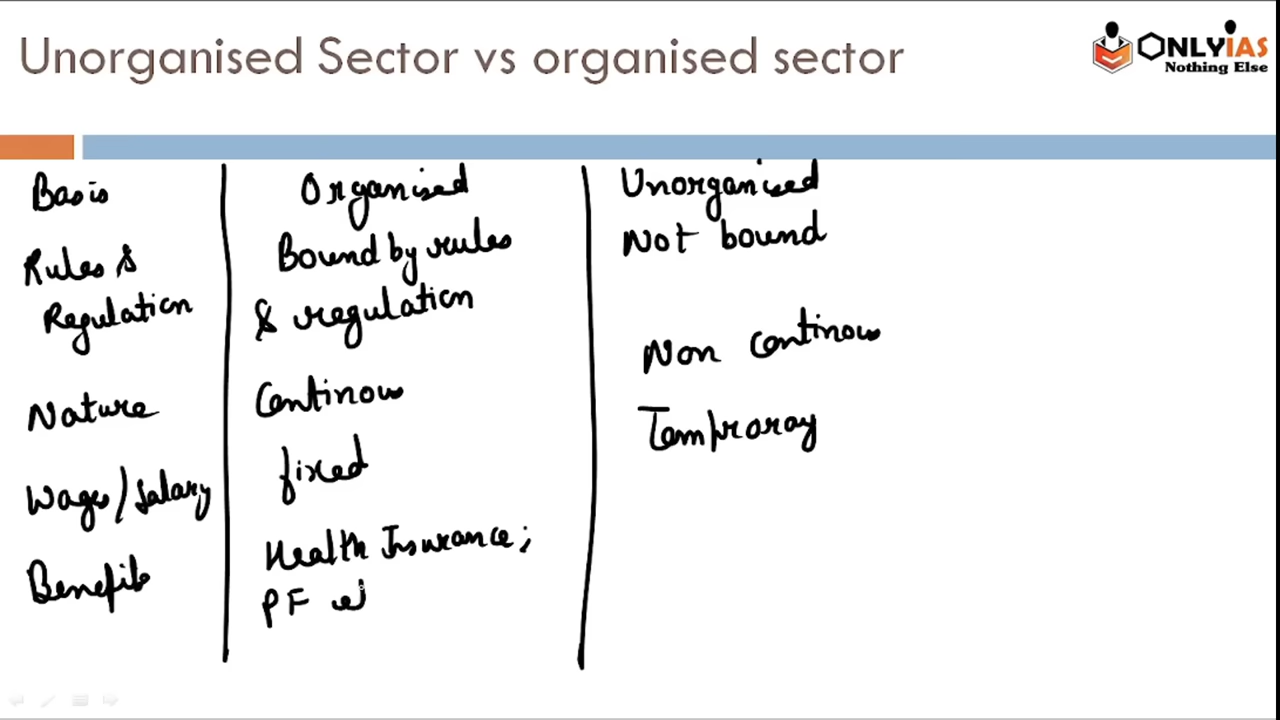 Unorganised Sector vs organised sector
ONLYIAS
Nothing Else
Basis
Organised
Unorganised
Rules &
Regulation
Bound by rules
& regulation
Not bound
Nature
Continous
Non continous
Temproray
Wages/Salary
fixed
Benefits
Health Insurance;
PF